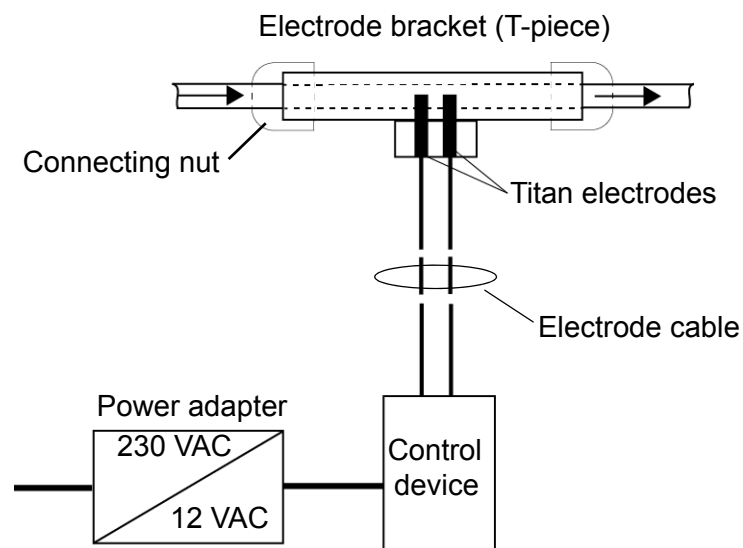 Electrode bracket (T-piece)
Connecting nut
Titan electrodes
Electrode cable
Power adapter
230 VAC
12 VAC
Control
device